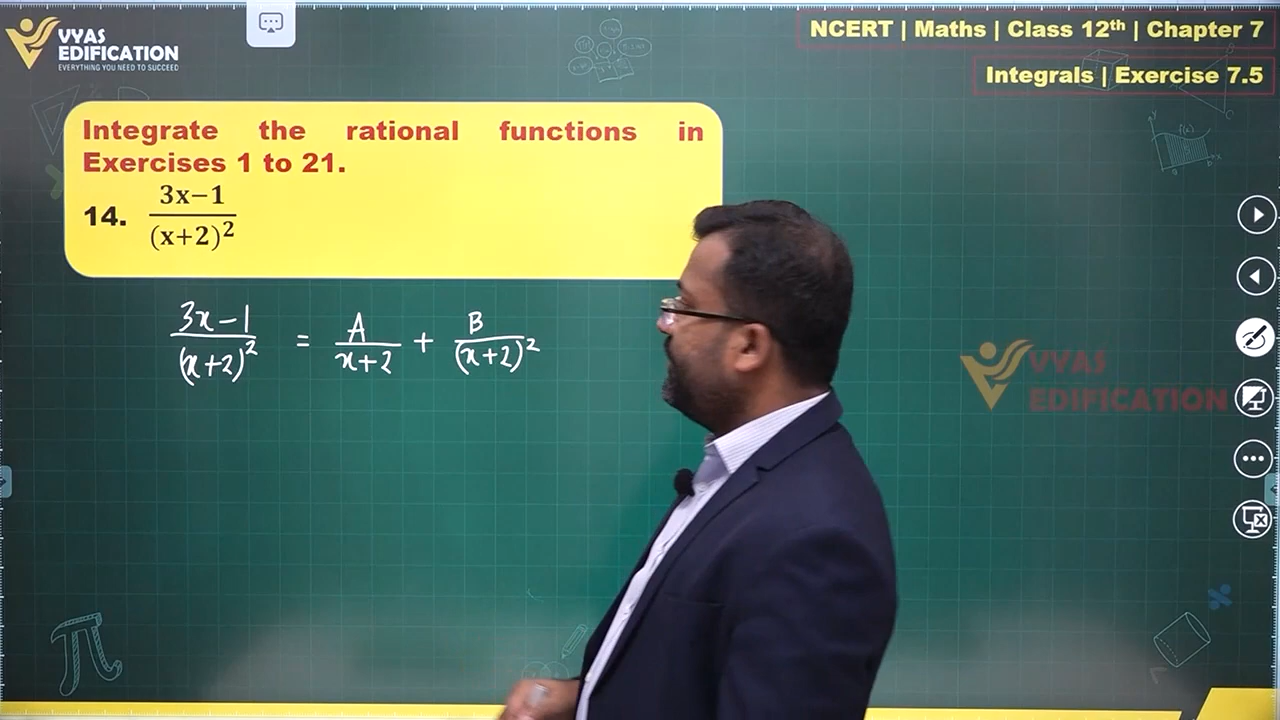 VYAS
EDIFICATION
EVERYTHING YOU NEED TO SUCCEED
NCERT | Maths | Class 12th | Chapter 7
Integrals | Exercise 7.5
Integrate the rational functions in
Exercises 1 to 21.
14. 3x−1
(x+2)²
3x-1 = A + B
(x+2)² x+2 (x+2)²
VYAS
EDIFICATION